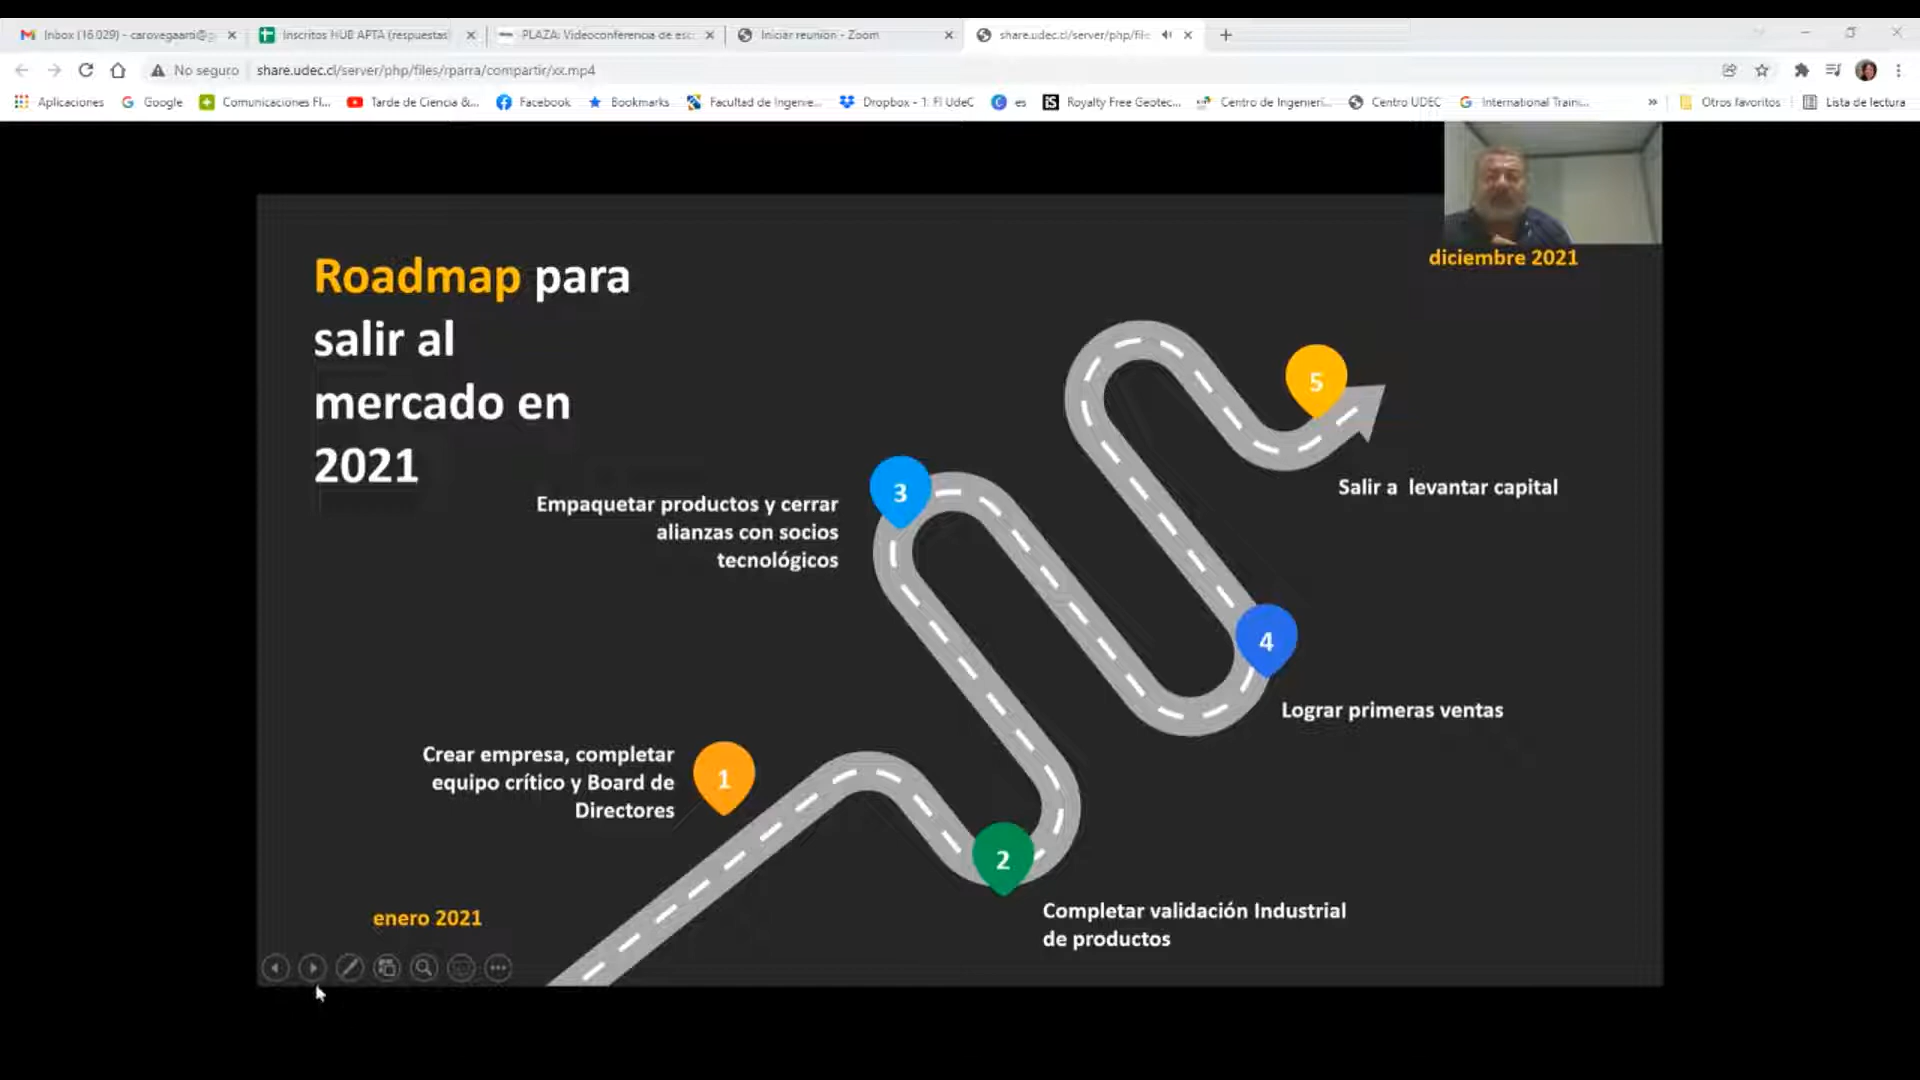 Inbox (16.029) - carovegaarri@g
Inscritos HUB APTA (respuestas
PLAZA: Videoconferencia de esc
Iniciar reunión - Zoom
share.udec.cl/server/php/file
No seguro
share.udec.cl/server/php/files/rparra/compartir/xx.mp4
Aplicaciones
Google
Comunicaciones FI...
Tarde de Ciencia &...
Facebook
Bookmarks
Facultad de Ingenie...
Dropbox - 1: FI UdeC
es
Royalty Free Geotec...
Centro de Ingenierí...
Centro UDEC
International Traini...
»
Otros favoritos
Lista de lectura
diciembre 2021
Roadmap para
salir al
mercado en
2021
5
Salir a levantar capital
3
Empaquetar productos y cerrar
alianzas con socios
tecnológicos
4
Lograr primeras ventas
1
Crear empresa, completar
equipo crítico y Board de
Directores
2
Completar validación Industrial
de productos
enero 2021